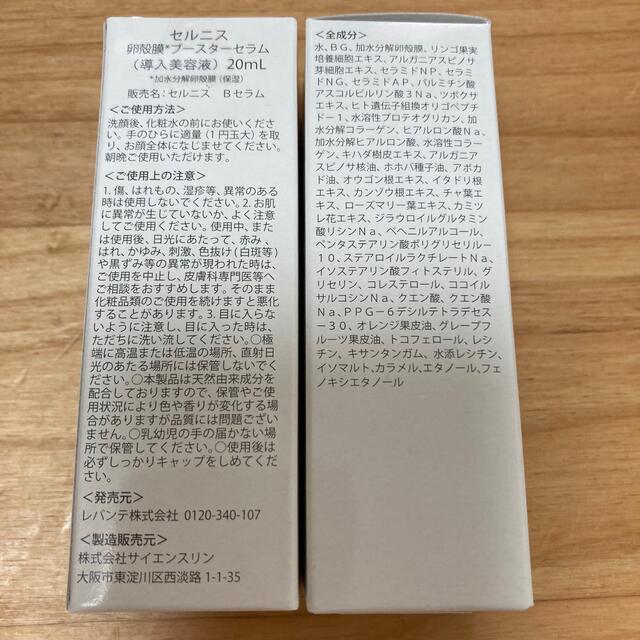 セルニス
卵殻膜*ブースターセラム
(導入美容液) 20mL
*加水分解卵殻膜(保湿)
販売名:セルニス Bセラム
<ご使用方法>
洗顔後、化粧水の前にお使いくださ
い。手のひらに適量(1円玉大)を取
り、お顔全体になじませてください。
朝晩ご使用いただけます。
<ご使用上の注意>
1. 傷、はれもの、湿疹等、異常のある
時は使用しないでください。2. お肌
に異常が生じていないか、よく注意
してご使用ください。使用中、また
は使用後、日光にあたって、赤み、
はれ、かゆみ、刺激、色抜け(白斑等)
や黒ずみ等の異常が現われた時は、
ご使用を中止し、皮膚科専門医等へ
ご相談をおすすめします。そのまま
化粧品類のご使用を続けますと悪化
することがあります。3. 目に入らな
いように注意し、目に入った時は、
ただちに洗い流してください。○極
端に高温または低温の場所、直射日
光のあたる場所には保管しないでく
ださい。○本製品は天然由来成分を
配合しておりますので、保管やご使
用状況により色や香りが変化する場
合がありますが品質には問題ござい
ません。○乳幼児の手の届かない場
所で保管してください。○使用後は
必ずしっかりキャップをしめてくだ
さい。
<発売元>
レバンテ株式会社 0120-340-107
<製造販売元>
株式会社サイエンスリン
大阪市東淀川区西淡路 1-1-35
<全成分>
水、BG、加水分解卵殻膜、リンゴ果実
培養細胞エキス、アルガニアスピノサ
芽細胞エキス、セラミドNP、セラミ
ドNG、セラミドAP、パルミチン酸
アスコルビルリン酸3Na、ツボクサ
エキス、ヒト遺伝子組換オリゴペプチ
ド-1、水溶性プロテオグリカン、加
水分解コラーゲン、ヒアルロン酸Na、
加水分解ヒアルロン酸、水溶性コラー
ゲン、キハダ樹皮エキス、アルガニア
スピノサ核油、ホホバ種子油、アボカ
ド油、オウゴン根エキス、イタドリ根
エキス、カンゾウ根エキス、チャ葉エ
キス、ローズマリー葉エキス、カミツ
レ花エキス、ジラウロイルグルタミン
酸リシンNa、ベヘニルアルコール、
ペンタステアリン酸ポリグリセリル-
10、ステアロイルラクチレートNa、
イソステアリン酸フィトステリル、グ
リセリン、コレステロール、ココイル
サルコシンNa、クエン酸、クエン酸
Na、PPG-6デシルテトラデセス
-30、オレンジ果皮油、グレープフ
ルーツ果皮油、トコフェロール、レシ
チン、キサンタンガム、水添レシチン、
イソマルト、カラメル、エタノール、フェ
ノキシエタノール